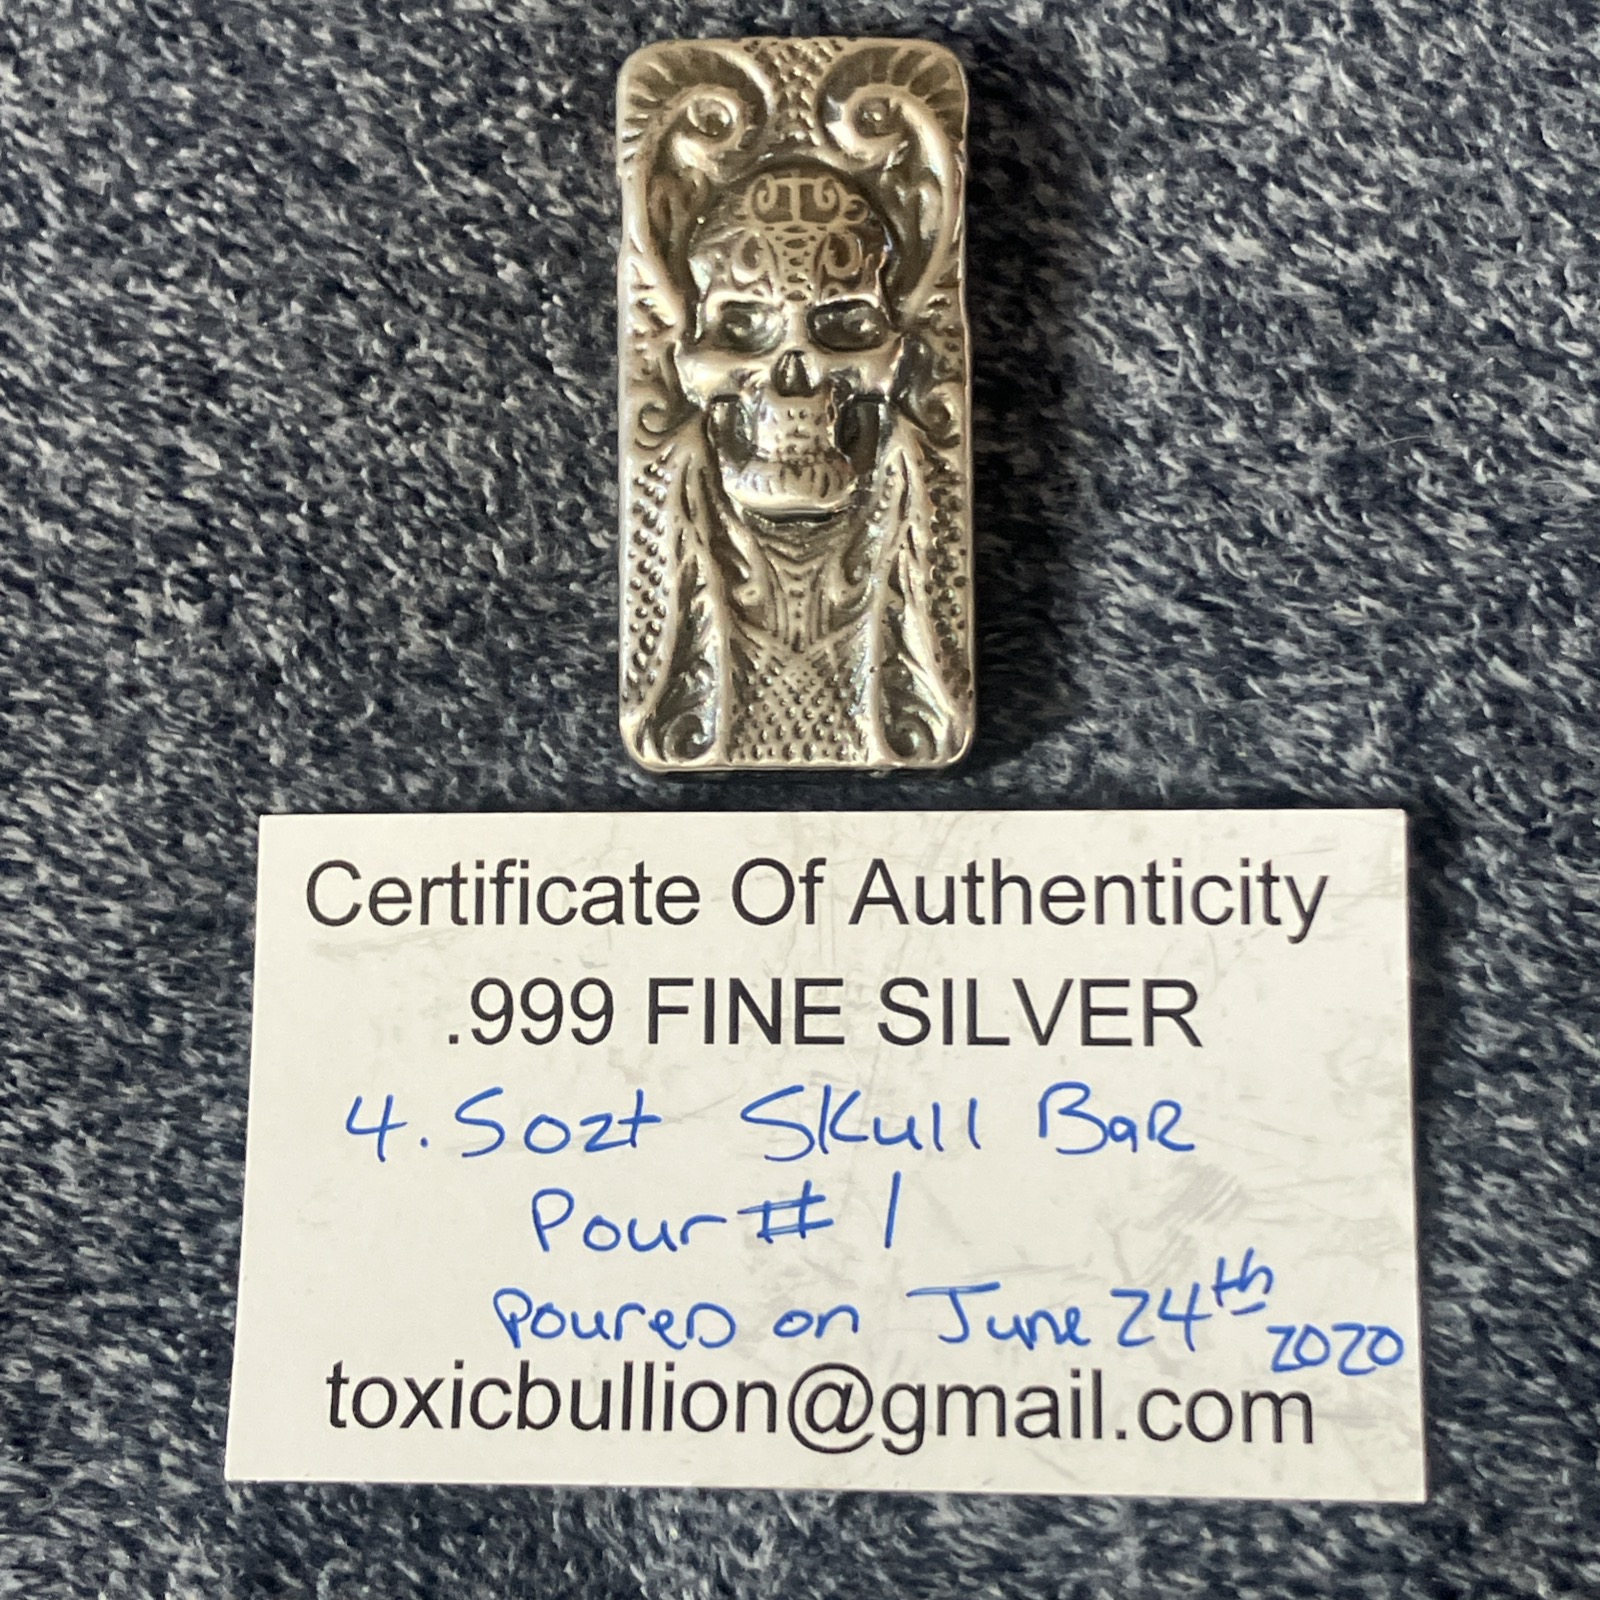 Certificate Of Authenticity
.999 FINE SILVER
4.5ozt Skull Bar
Pour # 1
Poured on June 24th 2020
toxicbullion@gmail.com